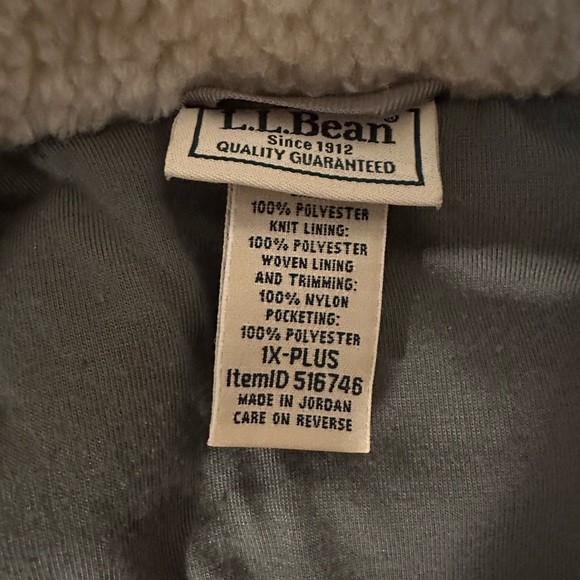 L.L.Bean®
Since 1912
QUALITY GUARANTEED
100% POLYESTER
KNIT LINING:
100% POLYESTER
WOVEN LINING
AND TRIMMING:
100% NYLON
POCKETING:
100% POLYESTER
1X-PLUS
ItemID 516746
MADE IN JORDAN
CARE ON REVERSE